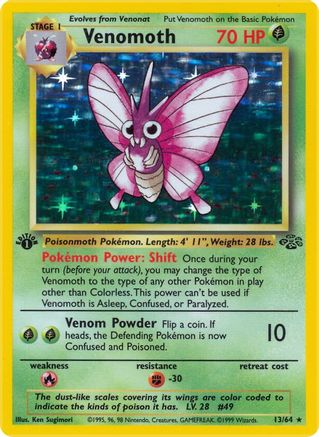 Evolves from Venonat
Put Venomoth on the Basic Pokémon
STAGE 1
Venomoth
70 HP
EDITION
1
Poisonmoth Pokémon. Length: 4' 11", Weight: 28 lbs.
Pokémon Power: Shift Once during your
turn (before your attack), you may change the type of
Venomoth to the type of any other Pokémon in play
other than Colorless. This power can't be used if
Venomoth is Asleep, Confused, or Paralyzed.
Venom Powder Flip a coin. If
heads, the Defending Pokémon is now
Confused and Poisoned.
10
weakness
resistance
retreat cost
-30
The dust-like scales covering its wings are color coded to
indicate the kinds of poison it has. LV. 28 #49
Illus. Ken Sugimori
©1995, 96, 98 Nintendo, Creatures, GAMEFREAK. ©1999 Wizards.
13/64